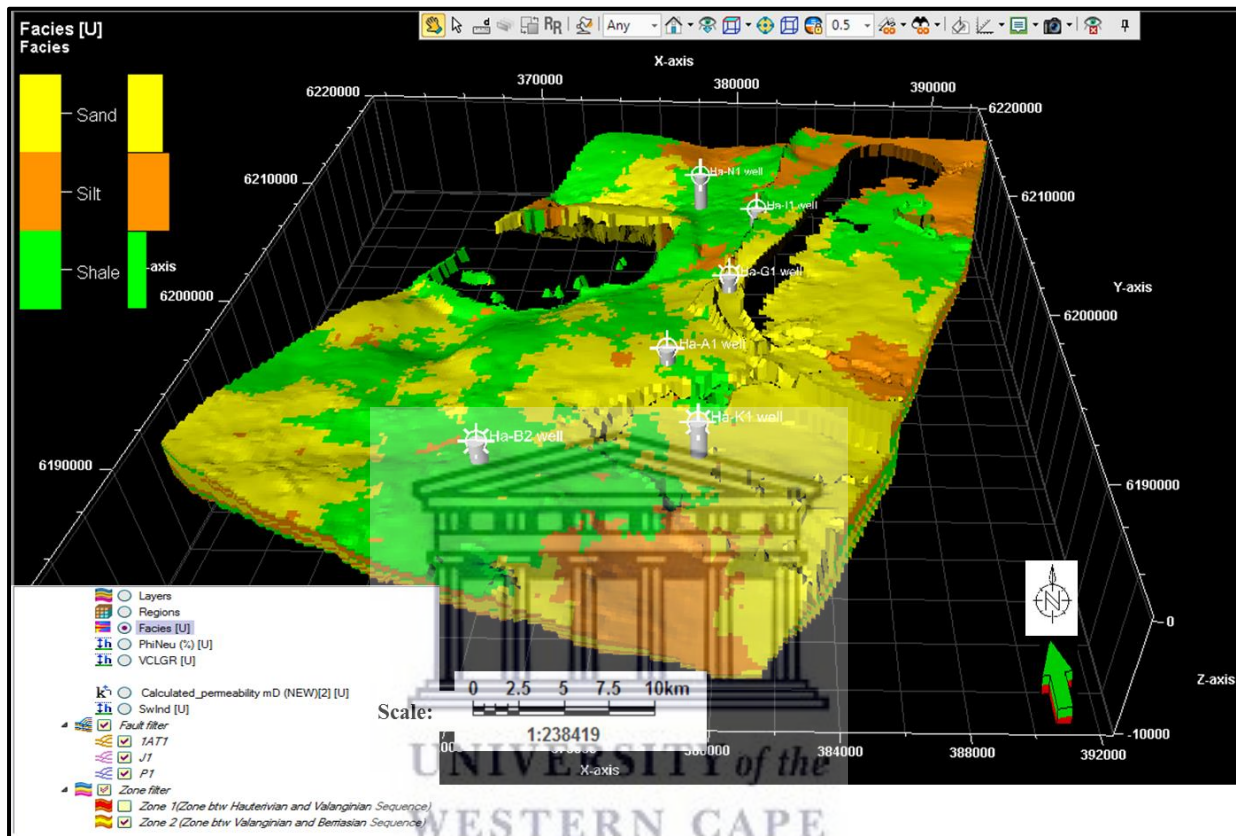 Facies [U]
Facies
Sand
Silt
Shale
-axis
RR
Any
0.5
X-axis
370000
380000
390000
6220000
6220000
6210000
6210000
6200000
6200000
Y-axis
6190000
6190000
Ha-N1 well
Ha-I1 well
Ha-G1 well
Ha-A1 well
Ha-K1 well
Ha-B2 well
N
0
Z-axis
-10000
Layers
Regions
Facies [U]
PhiNeu (%) [U]
VCLGR [U]
Calculated_permeability mD (NEW)[2] [U]
SwInd [U]
Fault filter
1AT1
J1
P1
Zone filter
Zone 1(Zone btw Hauterivian and Valanginian Sequence)
Zone 2 (Zone btw Valanginian and Berriasian Sequence)
0 2.5 5 7.5 10km
Scale:
1:238419
380000 384000 388000 392000
X-axis
UNIVERSITY of the
WESTERN CAPE